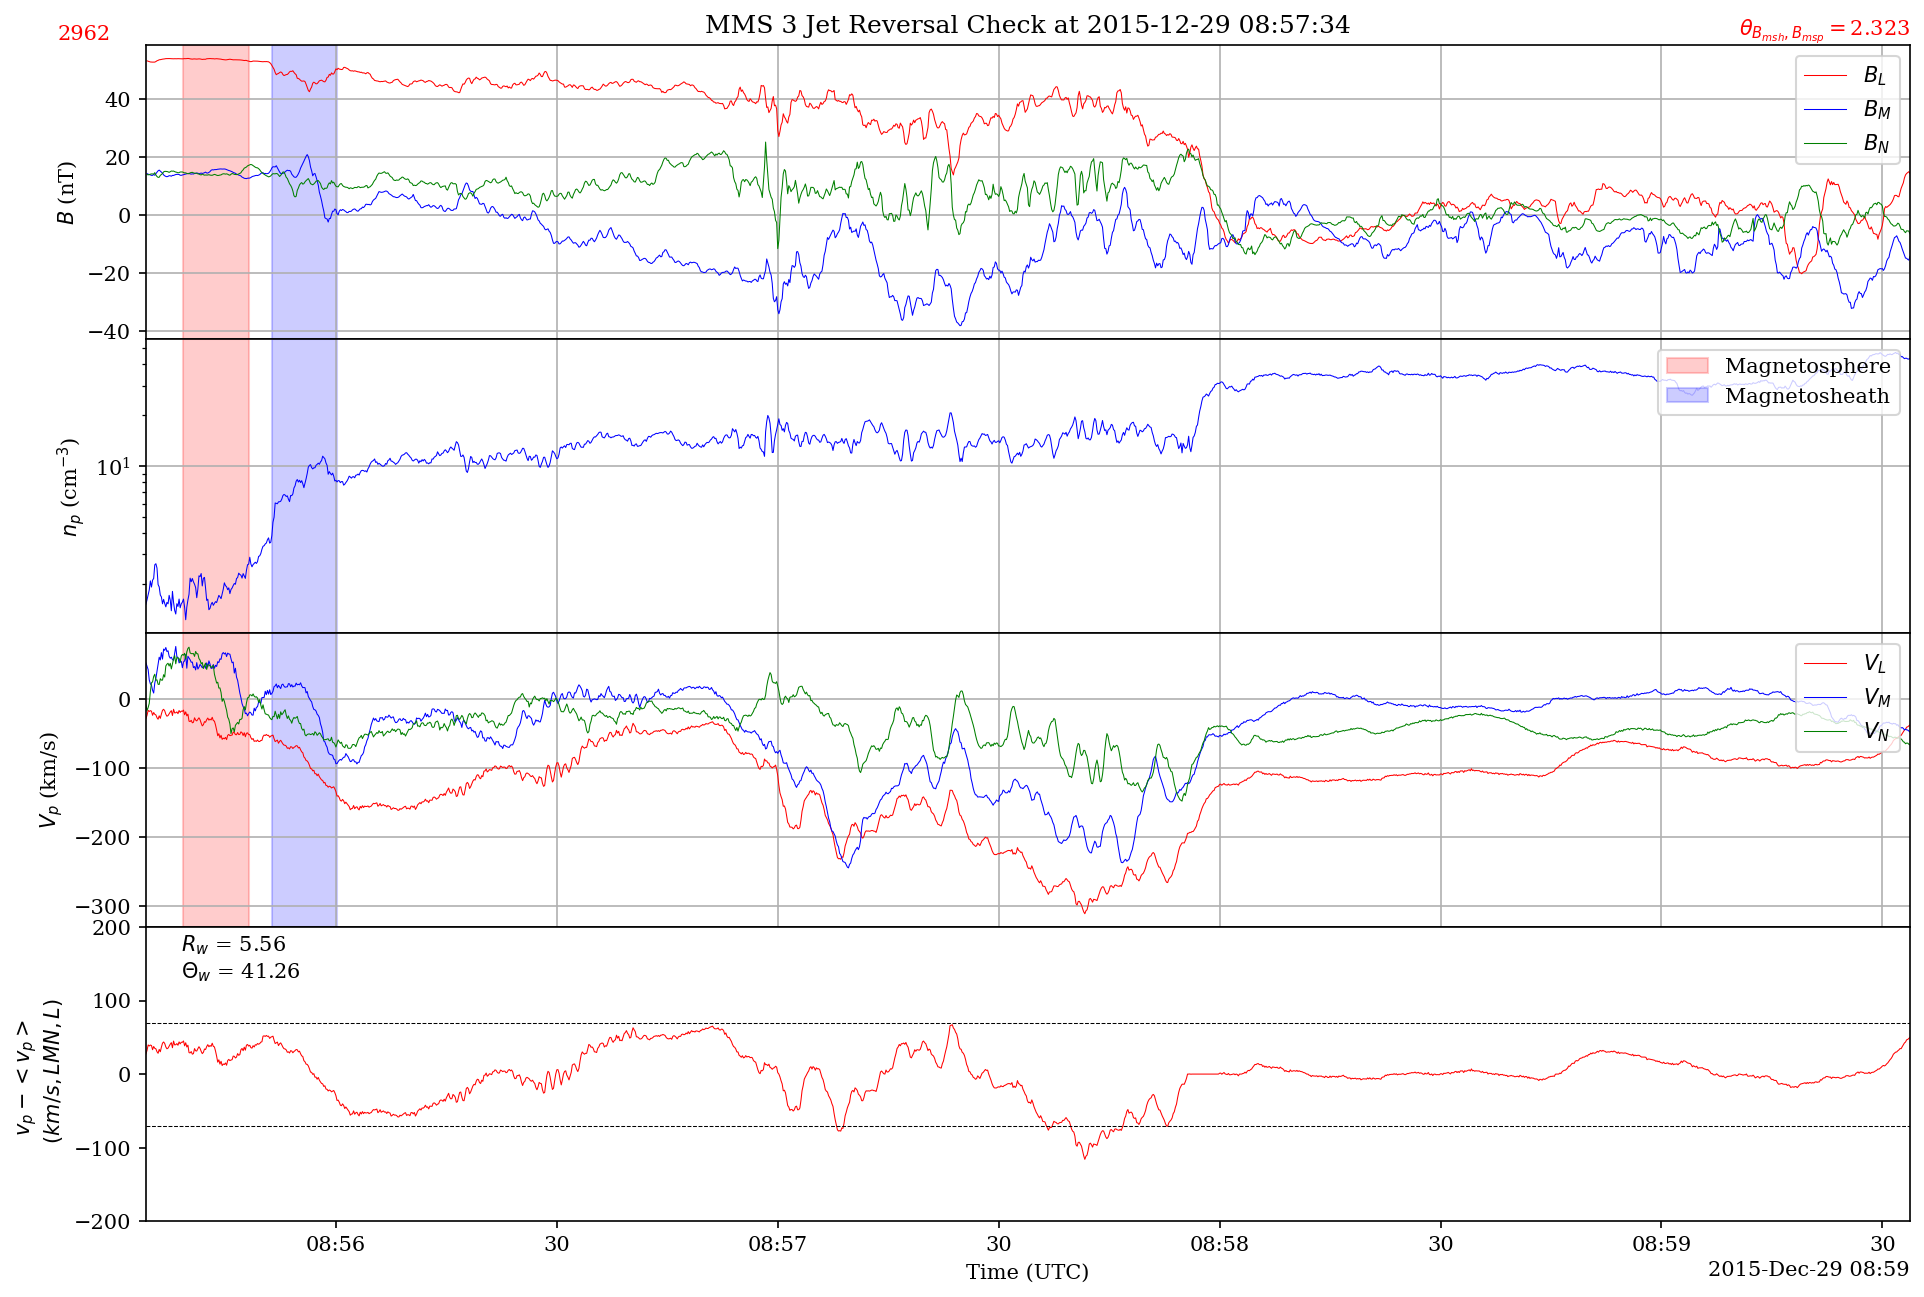 MMS 3 Jet Reversal Check at 2015-12-29 08:57:34
2962
θ_{B_{msh}, B_{msp}} = 2.323
40
20
0
−20
−40
B (nT)
B_L
B_M
B_N
10^1
n_p (cm^{−3})
Magnetosphere
Magnetosheath
0
−100
−200
−300
V_p (km/s)
V_L
V_M
V_N
200
100
0
−100
−200
v_p − < v_p >
(km/s, LMN, L)
R_w = 5.56
Θ_w = 41.26
08:56 30 08:57 30 08:58 30 08:59 30
Time (UTC)
2015-Dec-29 08:59